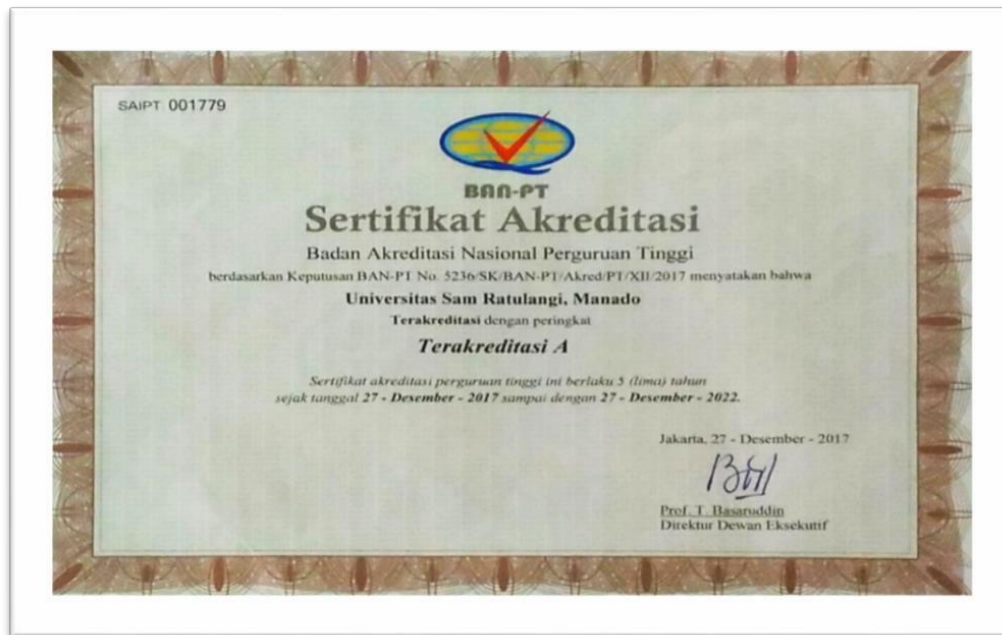 SAIPT 001779
BAN-PT
Sertifikat Akreditasi
Badan Akreditasi Nasional Perguruan Tinggi
berdasarkan Keputusan BAN-PT No. 5236/SK/BAN-PT/Akred/PT/XII/2017 menyatakan bahwa
Universitas Sam Ratulangi, Manado
Terakreditasi dengan peringkat
Terakreditasi A
Sertifikat akreditasi perguruan tinggi ini berlaku 5 (lima) tahun
sejak tanggal 27 - Desember - 2017 sampai dengan 27 - Desember - 2022.
Jakarta, 27 - Desember - 2017
Prof. T. Basaruddin
Direktur Dewan Eksekutif